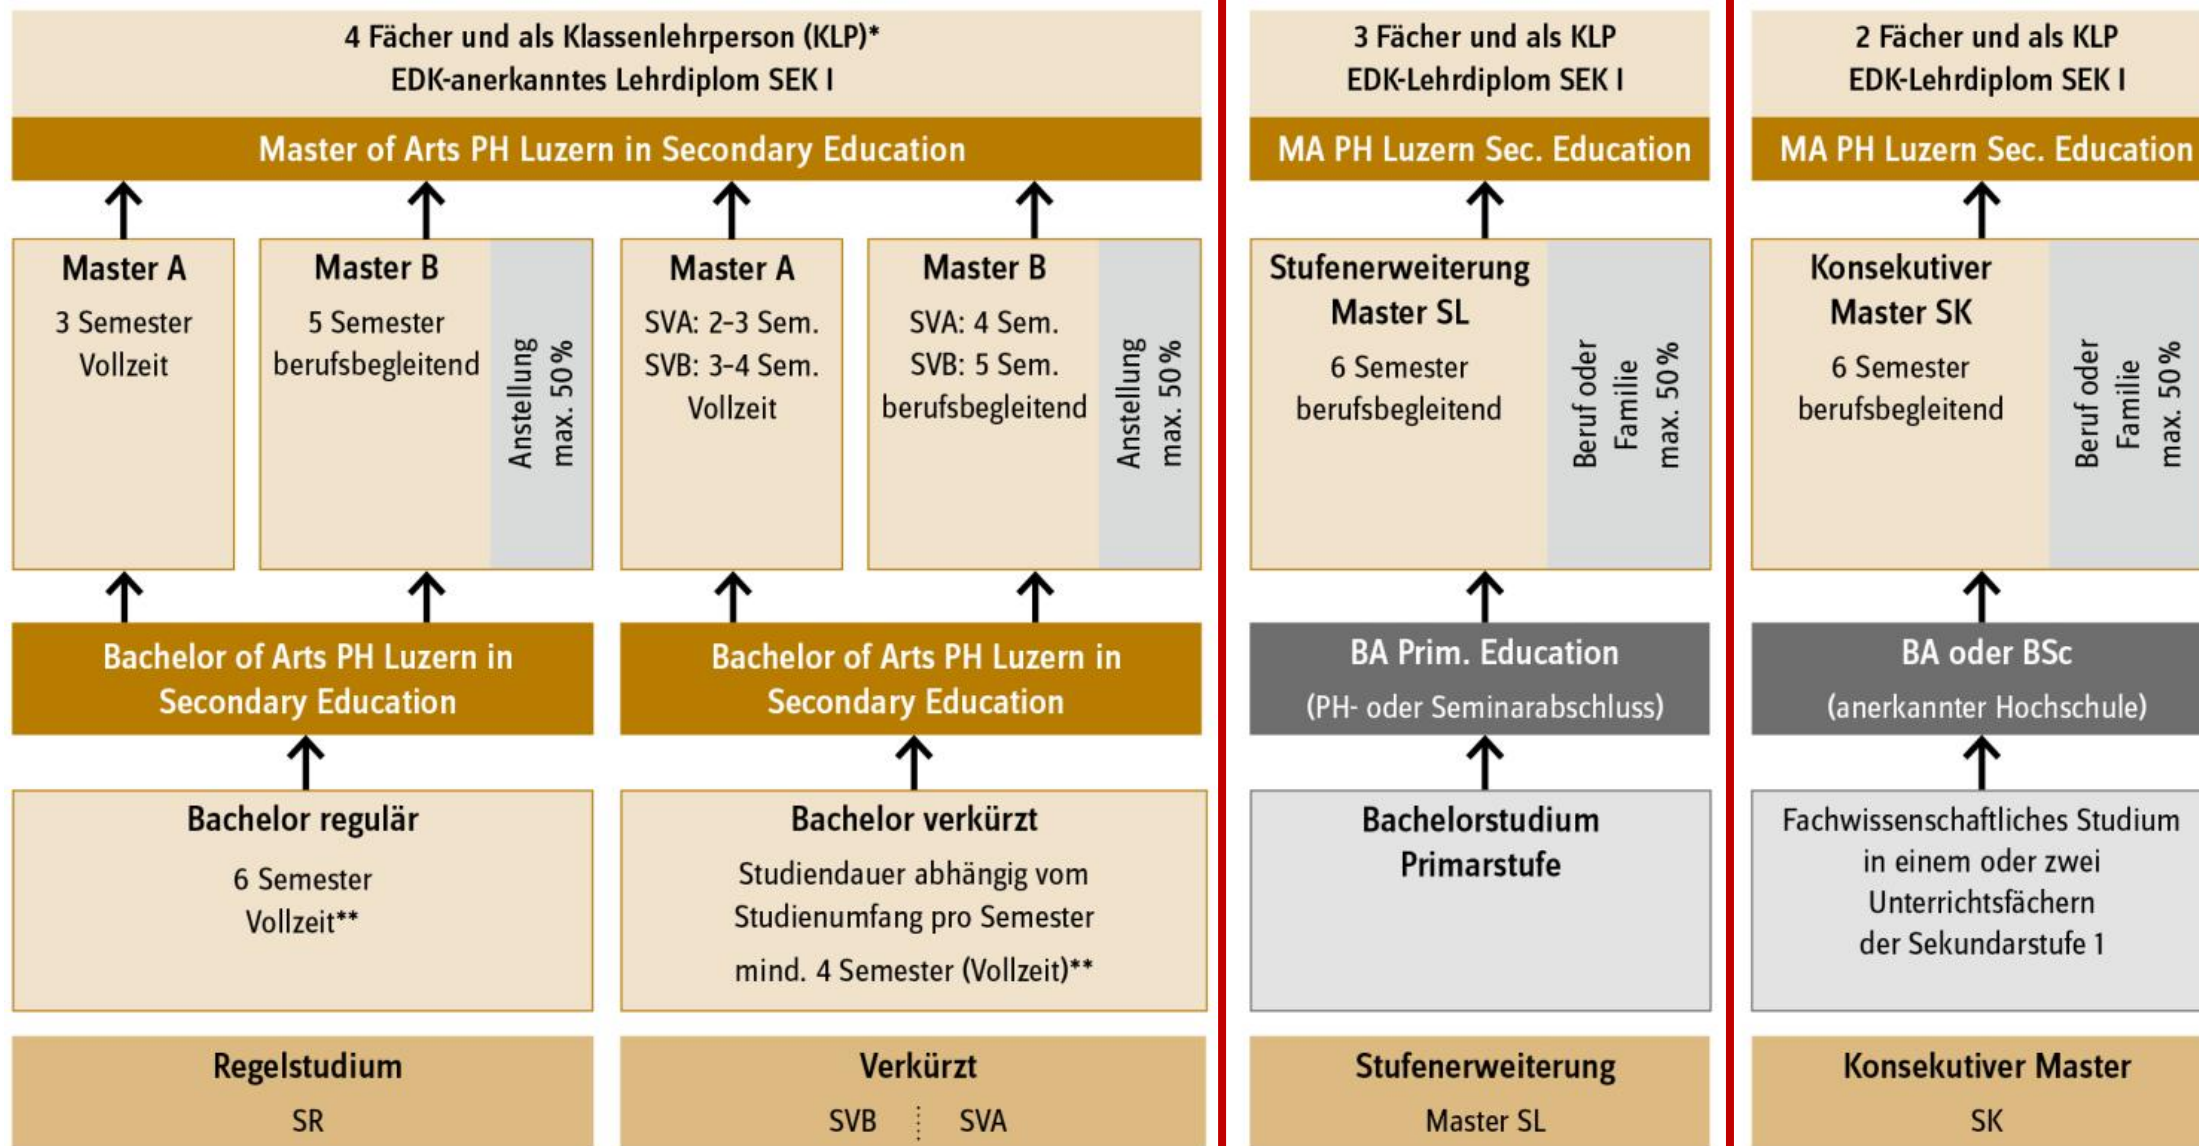 4 Fächer und als Klassenlehrperson (KLP)*
EDK-anerkanntes Lehrdiplom SEK I
Master of Arts PH Luzern in Secondary Education
Master A
3 Semester
Vollzeit
Master B
5 Semester
berufsbegleitend
Anstellung
max. 50%
Master A
SVA: 2-3 Sem.
SVB: 3-4 Sem.
Vollzeit
Master B
SVA: 4 Sem.
SVB: 5 Sem.
berufsbegleitend
Anstellung
max. 50%
Bachelor of Arts PH Luzern in
Secondary Education
Bachelor of Arts PH Luzern in
Secondary Education
Bachelor regulär
6 Semester
Vollzeit**
Bachelor verkürzt
Studiendauer abhängig vom
Studienumfang pro Semester
mind. 4 Semester (Vollzeit)**
Regelstudium
SR
Verkürzt
SVB SVA
3 Fächer und als KLP
EDK-Lehrdiplom SEK I
MA PH Luzern Sec. Education
Stufenerweiterung
Master SL
6 Semester
berufsbegleitend
Beruf oder
Familie
max. 50%
BA Prim. Education
(PH- oder Seminarabschluss)
Bachelorstudium
Primarstufe
Stufenerweiterung
Master SL
2 Fächer und als KLP
EDK-Lehrdiplom SEK I
MA PH Luzern Sec. Education
Konsekutiver
Master SK
6 Semester
berufsbegleitend
Beruf oder
Familie
max. 50%
BA oder BSc
(anerkannter Hochschule)
Fachwissenschaftliches Studium
in einem oder zwei
Unterrichtsfächern
der Sekundarstufe 1
Konsekutiver Master
SK